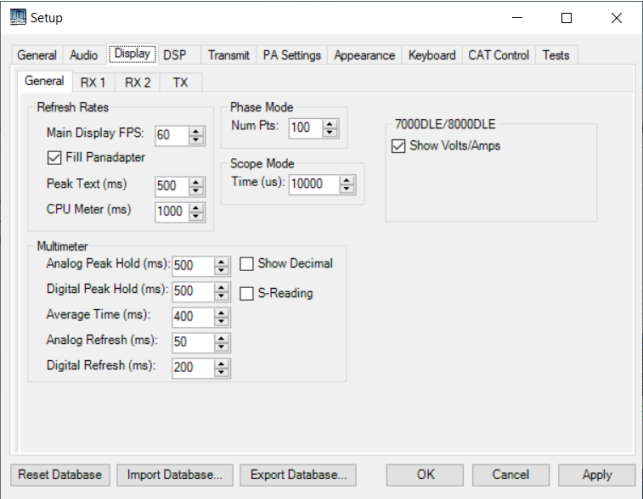 Setup
General Audio Display DSP Transmit PA Settings Appearance Keyboard CAT Control Tests
General RX 1 RX 2 TX
Refresh Rates
Main Display FPS: 60
Fill Panadapter
Peak Text (ms) 500
CPU Meter (ms) 1000
Phase Mode
Num Pts: 100
Scope Mode
Time (us): 10000
7000DLE/8000DLE
Show Volts/Amps
Multimeter
Analog Peak Hold (ms): 500 Show Decimal
Digital Peak Hold (ms): 500 S-Reading
Average Time (ms): 400
Analog Refresh (ms): 50
Digital Refresh (ms): 200
Reset Database Import Database... Export Database... OK Cancel Apply